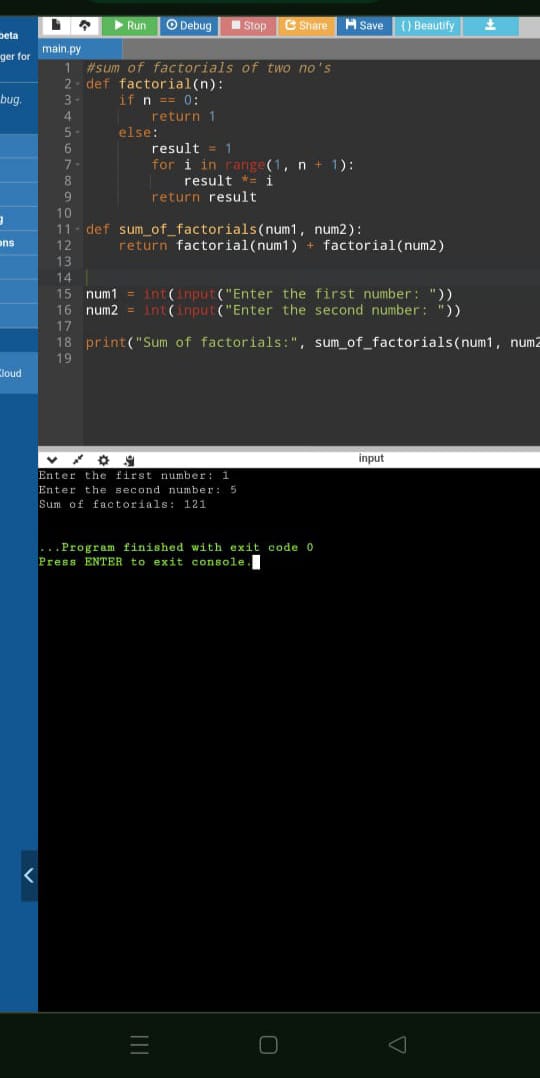 beta
ger for
bug.
g
ons
Cloud
Run Debug Stop Share Save {} Beautify
main.py
1 #sum of factorials of two no's
2 def factorial(n):
3 if n == 0:
4 return 1
5 else:
6 result = 1
7 for i in range(1, n + 1):
8 result *= i
9 return result
10
11 def sum_of_factorials(num1, num2):
12 return factorial(num1) + factorial(num2)
13
14
15 num1 = int(input("Enter the first number: "))
16 num2 = int(input("Enter the second number: "))
17
18 print("Sum of factorials:", sum_of_factorials(num1, num2
19
input
Enter the first number: 1
Enter the second number: 5
Sum of factorials: 121
...Program finished with exit code 0
Press ENTER to exit console.